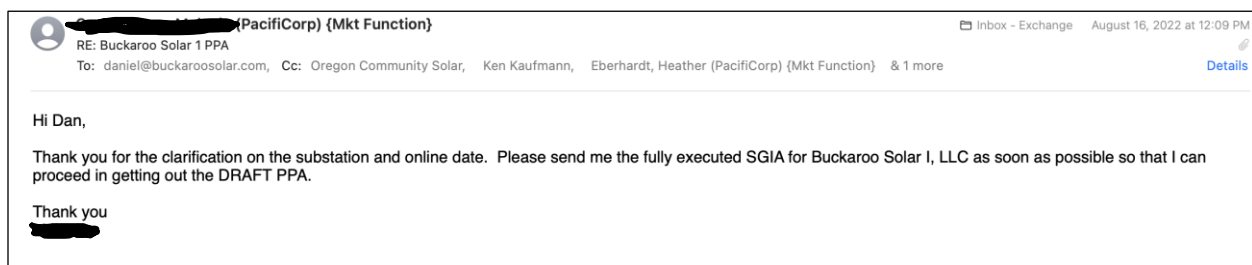 (PacifiCorp) {Mkt Function}
Inbox - Exchange August 16, 2022 at 12:09 PM
RE: Buckaroo Solar 1 PPA
To: daniel@buckaroosolar.com, Cc: Oregon Community Solar, Ken Kaufmann, Eberhardt, Heather (PacifiCorp) {Mkt Function} & 1 more
Details
Hi Dan,
Thank you for the clarification on the substation and online date. Please send me the fully executed SGIA for Buckaroo Solar I, LLC as soon as possible so that I can
proceed in getting out the DRAFT PPA.
Thank you